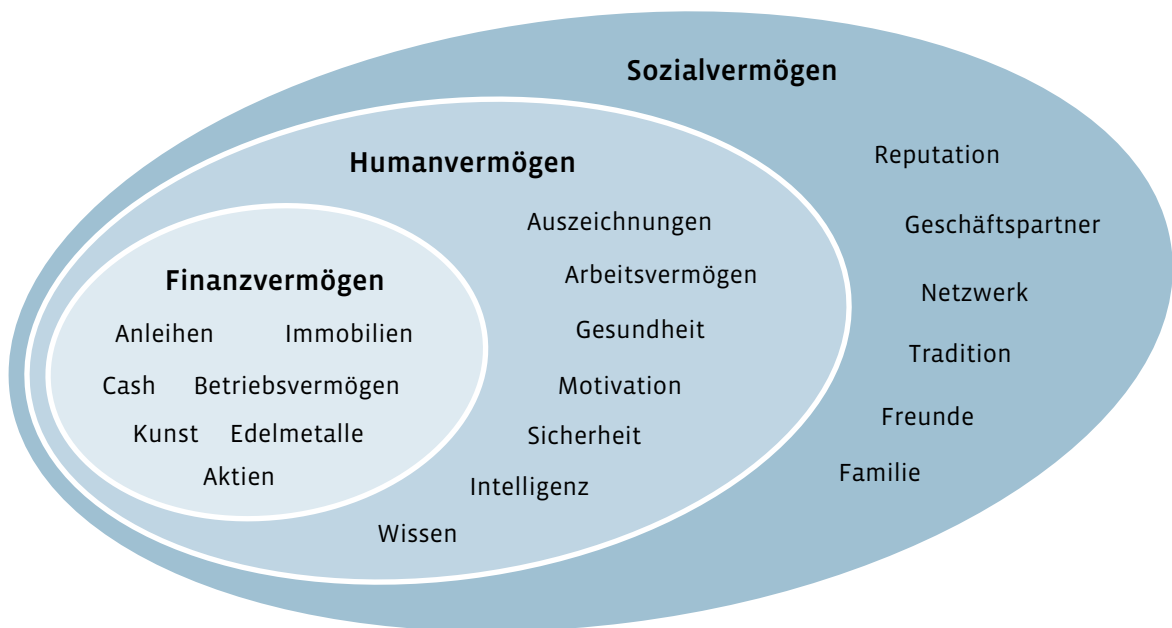 Sozialvermögen
Reputation
Geschäftspartner
Netzwerk
Tradition
Freunde
Familie
Humanvermögen
Auszeichnungen
Arbeitsvermögen
Gesundheit
Motivation
Sicherheit
Intelligenz
Wissen
Finanzvermögen
Anleihen Immobilien
Cash Betriebsvermögen
Kunst Edelmetalle
Aktien